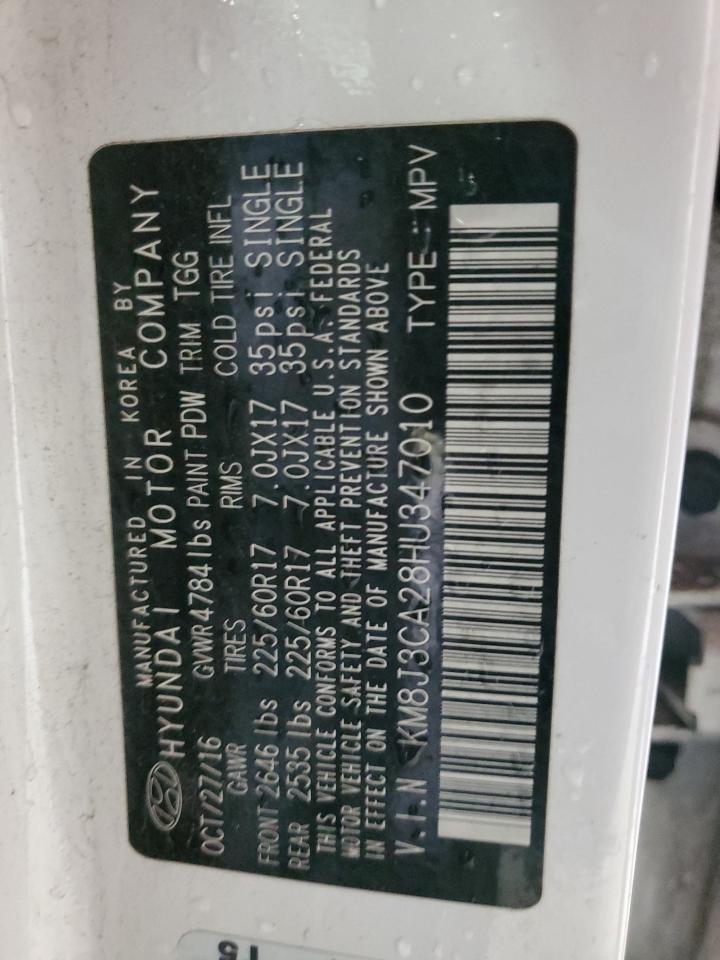 MANUFACTURED IN KOREA BY
HYUNDAI MOTOR COMPANY
OCT/27/16 GVWR4784lbs PAINT PDW TRIM TGG
GAWR TIRES RIMS COLD TIRE INFL
FRONT 2646 lbs 225/60R17 7.0JX17 35psi SINGLE
REAR 2535 lbs 225/60R17 7.0JX17 35psi SINGLE
THIS VEHICLE CONFORMS TO ALL APPLICABLE U.S.A. FEDERAL
MOTOR VEHICLE SAFETY AND THEFT PREVENTION STANDARDS
IN EFFECT ON THE DATE OF MANUFACTURE SHOWN ABOVE
V.I.N KM8J3CA28HU347010 TYPE: MPV